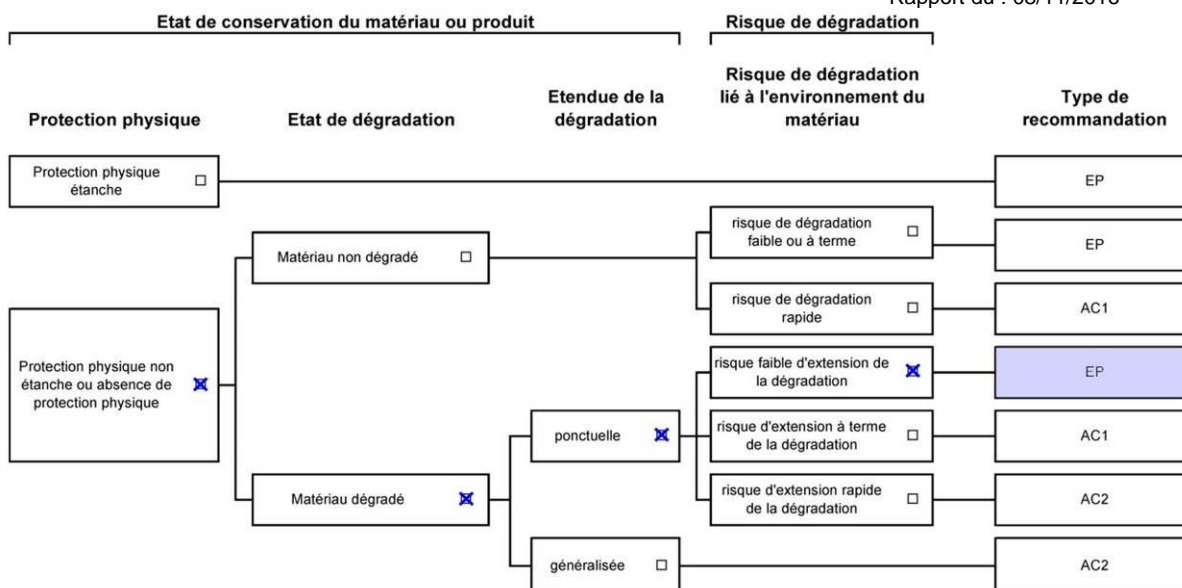 Rapport du :
Etat de conservation du matériau ou produit
Risque de dégradation
Protection physique
Etat de dégradation
Etendue de la
dégradation
Risque de dégradation
lié à l'environnement du
matériau
Type de
recommandation
Protection physique
étanche
EP
risque de dégradation
faible ou à terme
EP
Matériau non dégradé
risque de dégradation
rapide
AC1
Protection physique non
étanche ou absence de
protection physique
risque faible d'extension de
la dégradation
EP
ponctuelle
risque d'extension à terme
de la dégradation
AC1
Matériau dégradé
risque d'extension rapide
de la dégradation
AC2
généralisée
AC2